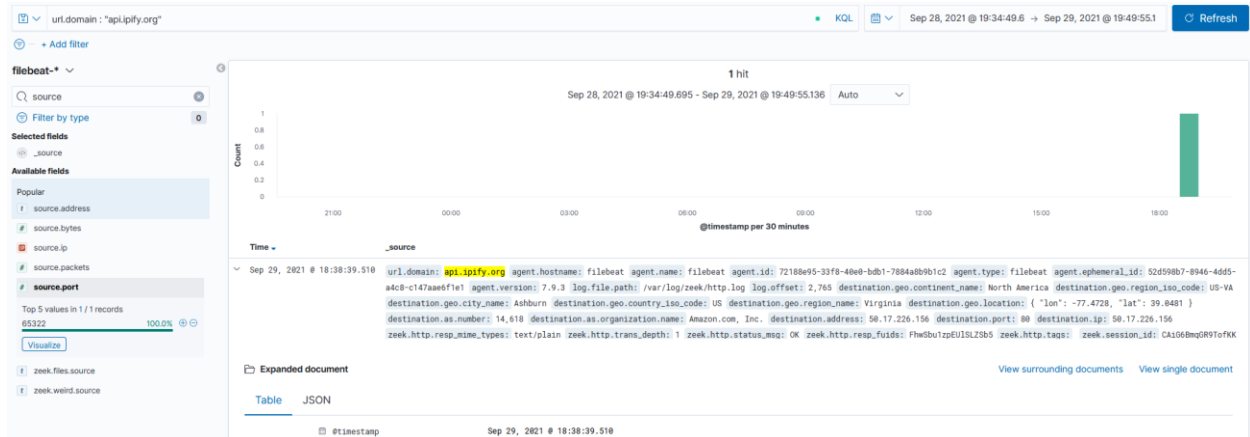 url.domain : "api.ipify.org"
KQL
Sep 28, 2021 @ 19:34:49.6 → Sep 29, 2021 @ 19:49:55.1
Refresh
+ Add filter
filebeat-*
source
Filter by type 0
Selected fields
_source
Available fields
Popular
t source.address
# source.bytes
source.ip
# source.packets
# source.port
Top 5 values in 1 / 1 records
65322 100.0%
Visualize
t zeek.files.source
t zeek.weird.source
1 hit
Sep 28, 2021 @ 19:34:49.695 - Sep 29, 2021 @ 19:49:55.136 Auto
Count
1
0.8
0.6
0.4
0.2
0
21:00 00:00 03:00 06:00 09:00 12:00 15:00 18:00
@timestamp per 30 minutes
Time _source
Sep 29, 2021 @ 18:38:39.510 url.domain: api.ipify.org agent.hostname: filebeat agent.name: filebeat agent.id: 72188e95-33f8-40e0-bdb1-7884a8b9b1c2 agent.type: filebeat agent.ephemeral_id: 52d598b7-8946-4dd5-
a4c8-c147aae6f1e1 agent.version: 7.9.3 log.file.path: /var/log/zeek/http.log log.offset: 2,765 destination.geo.continent_name: North America destination.geo.region_iso_code: US-VA
destination.geo.city_name: Ashburn destination.geo.country_iso_code: US destination.geo.region_name: Virginia destination.geo.location: { "lon": -77.4728, "lat": 39.0481 }
destination.as.number: 14,618 destination.as.organization.name: Amazon.com, Inc. destination.address: 50.17.226.156 destination.port: 80 destination.ip: 50.17.226.156
zeek.http.resp_mime_types: text/plain zeek.http.trans_depth: 1 zeek.http.status_msg: OK zeek.http.resp_fuids: FhwSbu1zpEUlSLZSb5 zeek.http.tags: zeek.session_id: CAiG6BmqGR9TofKK
Expanded document
View surrounding documents View single document
Table JSON
@timestamp Sep 29, 2021 @ 18:38:39.510